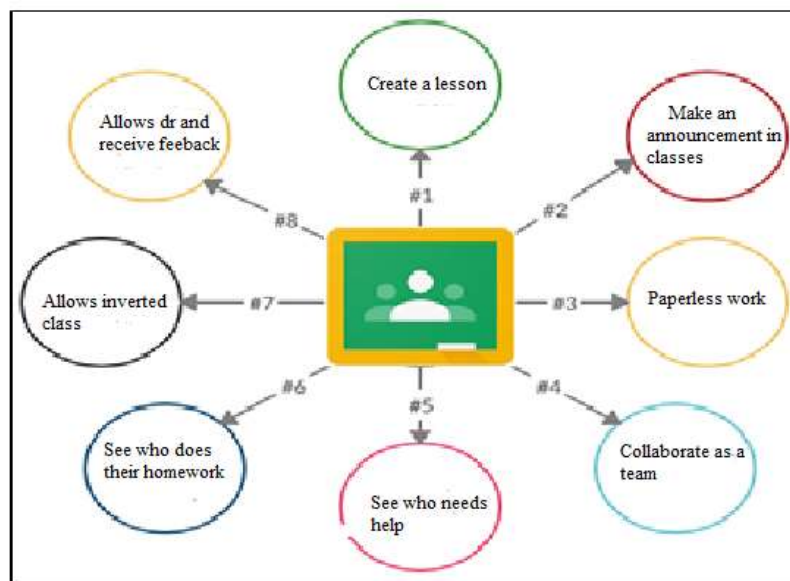 Create a lesson
#1
Make an
announcement in
classes
#2
Paperless work
#3
Collaborate as a
team
#4
See who needs
help
#5
See who does
their homework
#6
Allows inverted
class
#7
Allows dr and
receive feeback
#8